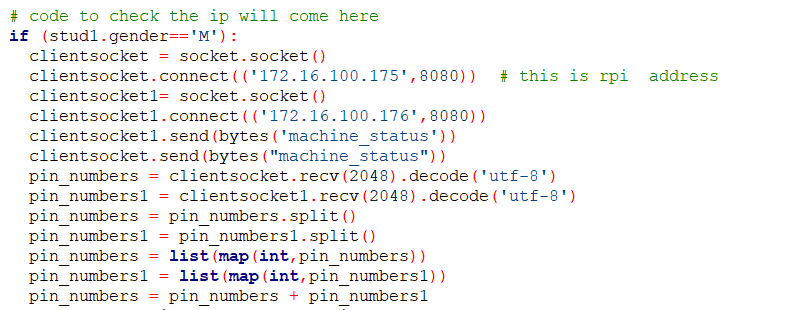 # code to check the ip will come here
if (stud1.gender=='M'):
  clientsocket = socket.socket()
  clientsocket.connect(('172.16.100.175',8080))  # this is rpi  address
  clientsocket1= socket.socket()
  clientsocket1.connect(('172.16.100.176',8080))
  clientsocket1.send(bytes('machine_status'))
  clientsocket.send(bytes("machine_status"))
  pin_numbers = clientsocket.recv(2048).decode('utf-8')
  pin_numbers1 = clientsocket1.recv(2048).decode('utf-8')
  pin_numbers = pin_numbers.split()
  pin_numbers1 = pin_numbers1.split()
  pin_numbers = list(map(int,pin_numbers))
  pin_numbers1 = list(map(int,pin_numbers1))
  pin_numbers = pin_numbers + pin_numbers1